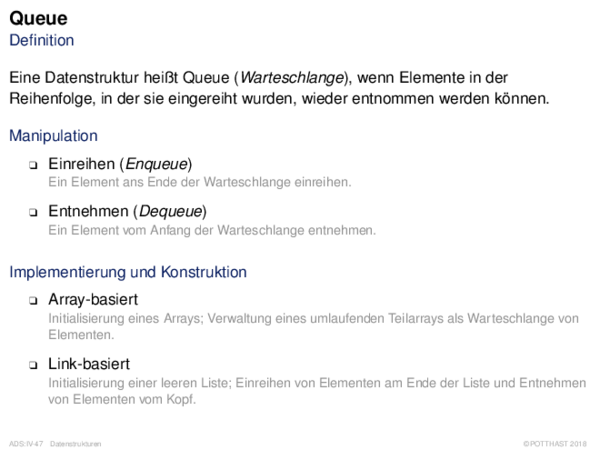 Queue
Definition
Eine Datenstruktur heißt Queue (Warteschlange), wenn Elemente in der
Reihenfolge, in der sie eingereiht wurden, wieder entnommen werden können.
Manipulation
❑ Einreihen (Enqueue)
Ein Element ans Ende der Warteschlange einreihen.
❑ Entnehmen (Dequeue)
Ein Element vom Anfang der Warteschlange entnehmen.
Implementierung und Konstruktion
❑ Array-basiert
Initialisierung eines Arrays; Verwaltung eines umlaufenden Teilarrays als Warteschlange von
Elementen.
❑ Link-basiert
Initialisierung einer leeren Liste; Einreihen von Elementen am Ende der Liste und Entnehmen
von Elementen vom Kopf.
ADS:IV-47 Datenstrukturen © POTTHAST 2018